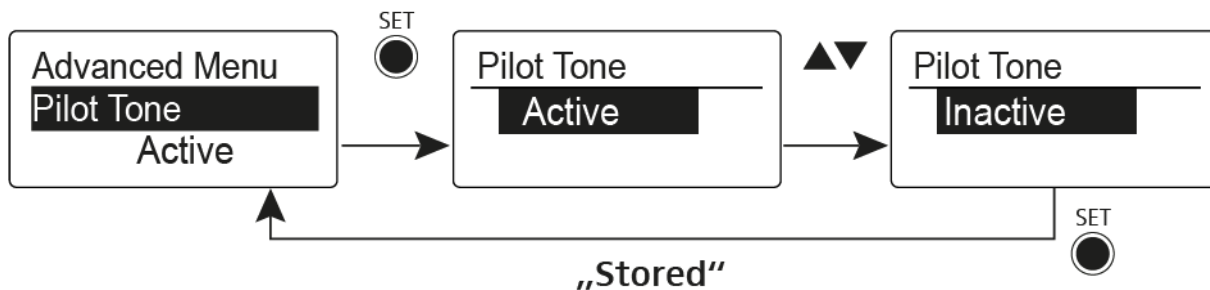 SET
Advanced Menu
Pilot Tone
Active
Pilot Tone
Active
▲▼
Pilot Tone
Inactive
SET
„Stored“